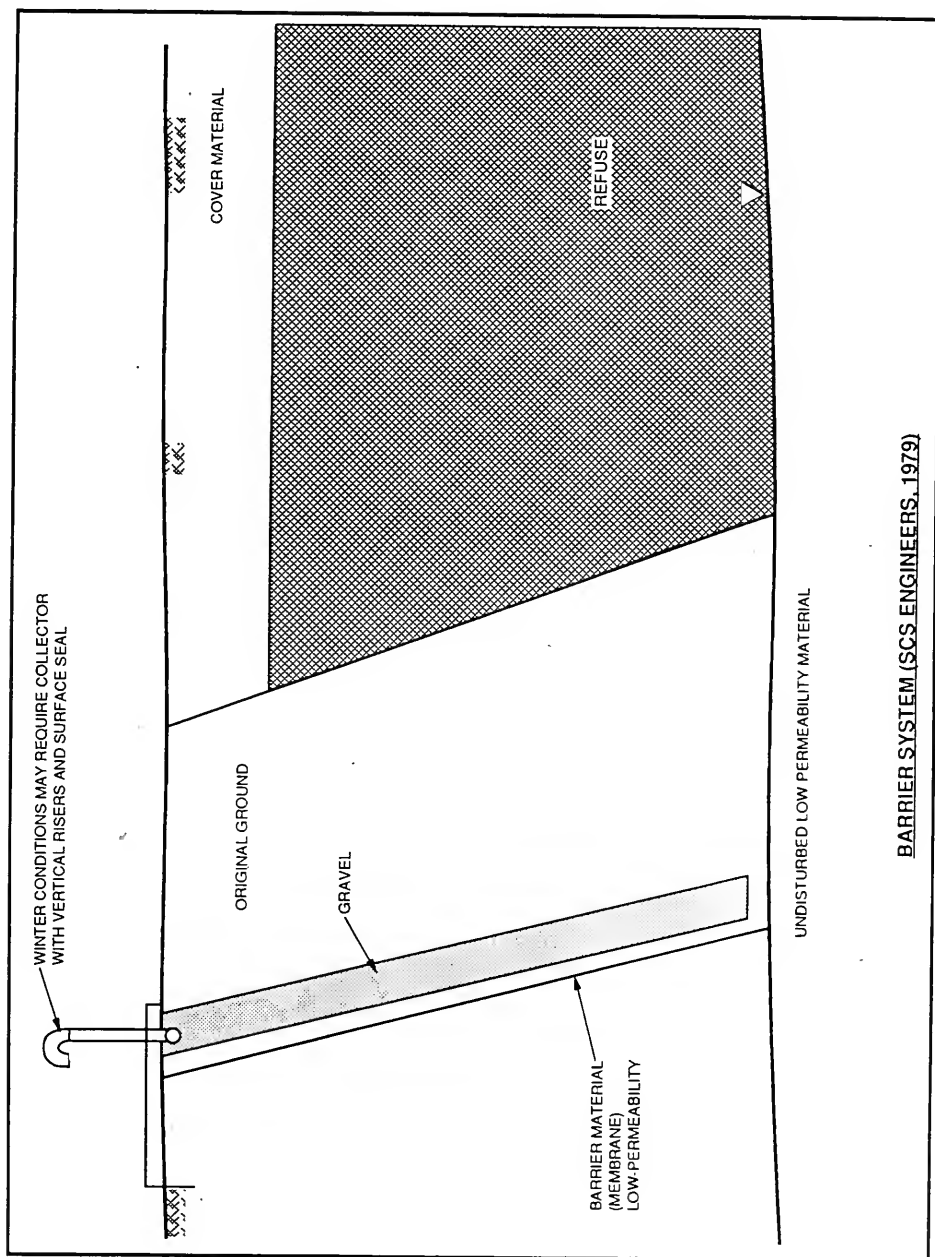 WINTER CONDITIONS MAY REQUIRE COLLECTOR
WITH VERTICAL RISERS AND SURFACE SEAL
COVER MATERIAL
ORIGINAL GROUND
GRAVEL
REFUSE
BARRIER MATERIAL
(MEMBRANE)
LOW-PERMEABILITY
UNDISTURBED LOW PERMEABILITY MATERIAL
BARRIER SYSTEM (SCS ENGINEERS, 1979)